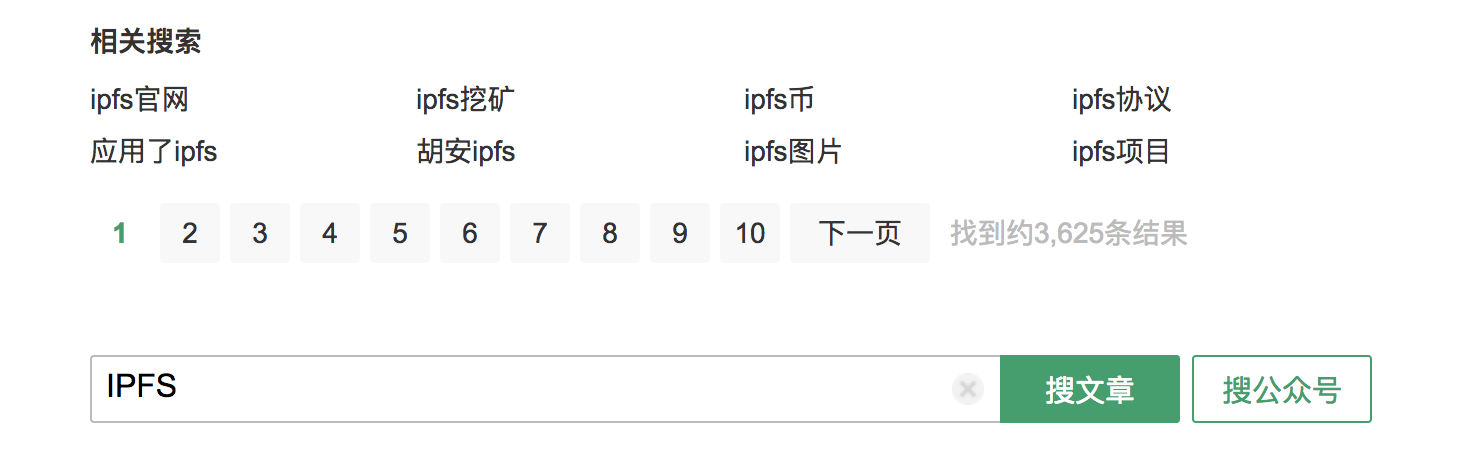 相关搜索
ipfs官网 ipfs挖矿 ipfs币 ipfs协议
应用了ipfs 胡安ipfs ipfs图片 ipfs项目
1 2 3 4 5 6 7 8 9 10 下一页 找到约3,625条结果
IPFS 搜文章 搜公众号